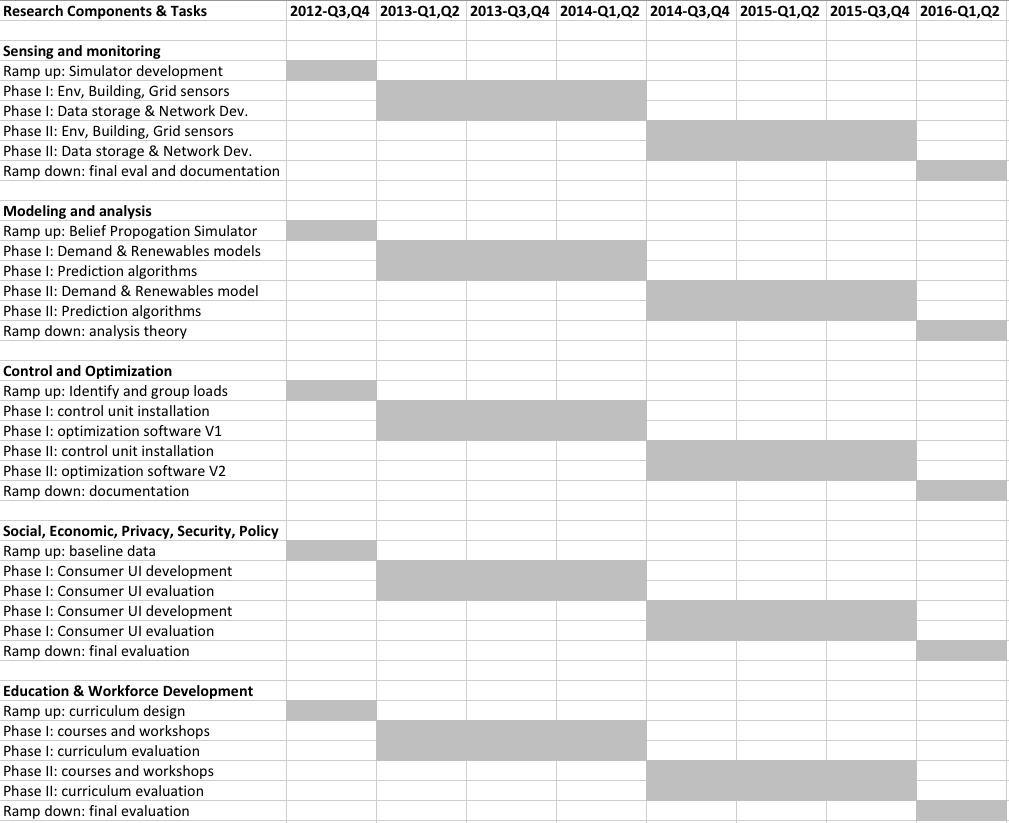 Research Components & Tasks 2012-Q3,Q4 2013-Q1,Q2 2013-Q3,Q4 2014-Q1,Q2 2014-Q3,Q4 2015-Q1,Q2 2015-Q3,Q4 2016-Q1,Q2
Sensing and monitoring
Ramp up: Simulator development
Phase I: Env, Building, Grid sensors
Phase I: Data storage & Network Dev.
Phase II: Env, Building, Grid sensors
Phase II: Data storage & Network Dev.
Ramp down: final eval and documentation
Modeling and analysis
Ramp up: Belief Propogation Simulator
Phase I: Demand & Renewables models
Phase I: Prediction algorithms
Phase II: Demand & Renewables model
Phase II: Prediction algorithms
Ramp down: analysis theory
Control and Optimization
Ramp up: Identify and group loads
Phase I: control unit installation
Phase I: optimization software V1
Phase II: control unit installation
Phase II: optimization software V2
Ramp down: documentation
Social, Economic, Privacy, Security, Policy
Ramp up: baseline data
Phase I: Consumer UI development
Phase I: Consumer UI evaluation
Phase I: Consumer UI development
Phase I: Consumer UI evaluation
Ramp down: final evaluation
Education & Workforce Development
Ramp up: curriculum design
Phase I: courses and workshops
Phase I: curriculum evaluation
Phase II: courses and workshops
Phase II: curriculum evaluation
Ramp down: final evaluation